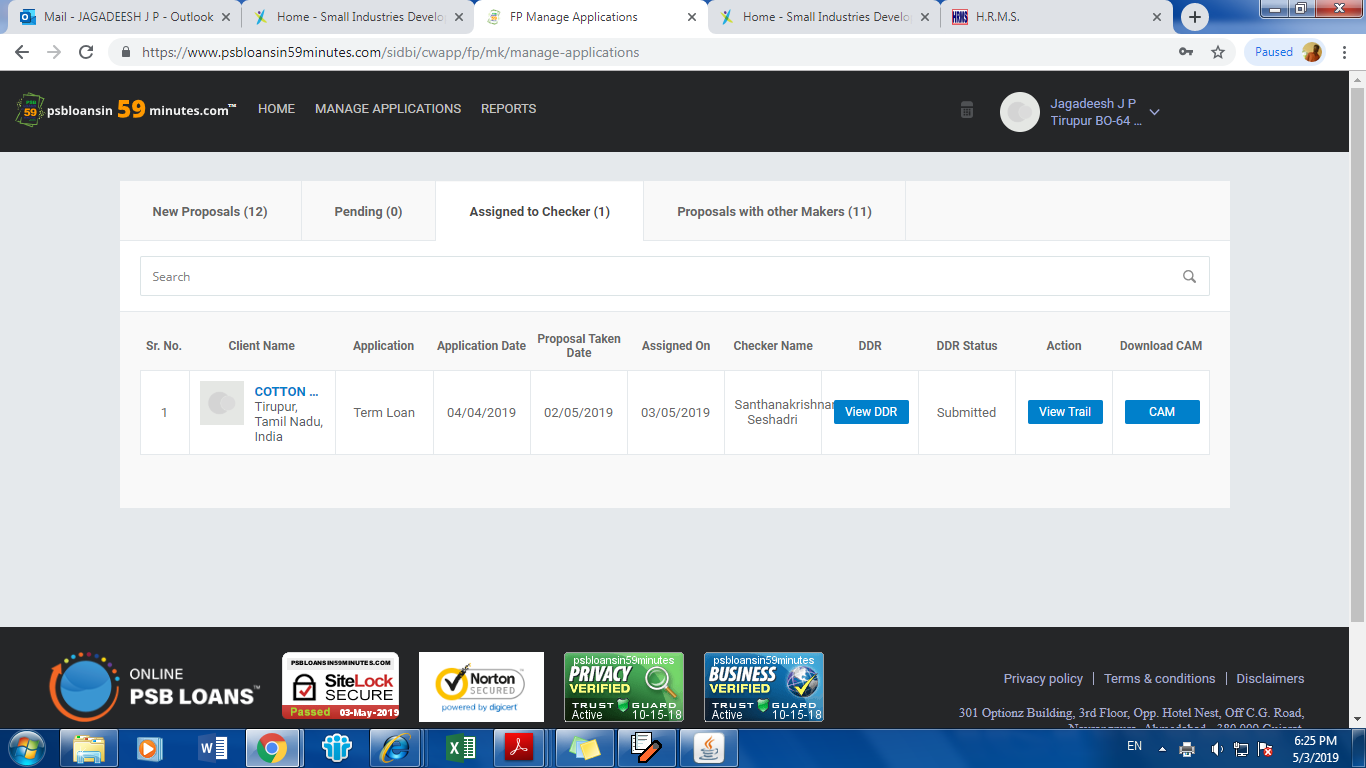 Mail - JAGADEESH J P - Outlook
Home - Small Industries Develo
FP Manage Applications
Home - Small Industries Develo
HRMS H.R.M.S.
https://www.psbloansin59minutes.com/sidbi/cwapp/fp/mk/manage-applications
Paused
PSB 59 psbloansin 59 minutes.com™
HOME MANAGE APPLICATIONS REPORTS
Jagadeesh J P
Tirupur BO-64 ...
New Proposals (12)
Pending (0)
Assigned to Checker (1)
Proposals with other Makers (11)
Search
Sr. No. Client Name Application Application Date Proposal Taken Date Assigned On Checker Name DDR DDR Status Action Download CAM
1 COTTON ... Term Loan 04/04/2019 02/05/2019 03/05/2019 Santhanakrishnan View DDR Submitted View Trail CAM
Tirupur, Seshadri
Tamil Nadu,
India
ONLINE
PSB LOANS™
PSBLOANSIN59MINUTES.COM
SiteLock
SECURE
Passed 03-May-2019
Norton
SECURED
powered by digicert
psbloansin59minutes
PRIVACY
VERIFIED
TRUST GUARD
Active 10-15-18
psbloansin59minutes
BUSINESS
VERIFIED
TRUST GUARD
Active 10-15-18
Privacy policy | Terms & conditions | Disclaimers
301 Optionz Building, 3rd Floor, Opp. Hotel Nest, Off C.G. Road,
EN
6:25 PM
5/3/2019